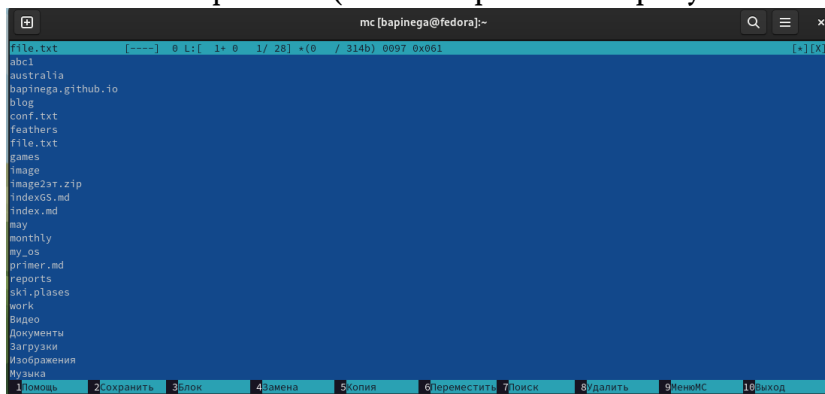 mc [bapinega@fedora]:~
file.txt [----] 0 L:[ 1+ 0 1/ 28] *(0 / 314b) 0097 0x061 [*][X]
abc1
australia
bapinega.github.io
blog
conf.txt
feathers
file.txt
games
image
image2эт.zip
indexGS.md
index.md
may
monthly
my_os
primer.md
reports
ski.plases
work
Видео
Документы
Загрузки
Изображения
Музыка
1Помощь 2Сохранить 3Блок 4Замена 5Копия 6Переместить 7Поиск 8Удалить 9МенюMC 10Выход